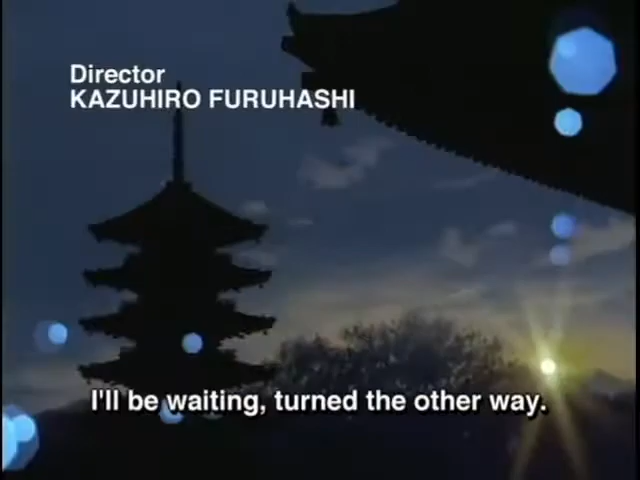 Director
KAZUHIRO FURUHASHI
I'll be waiting, turned the other way.